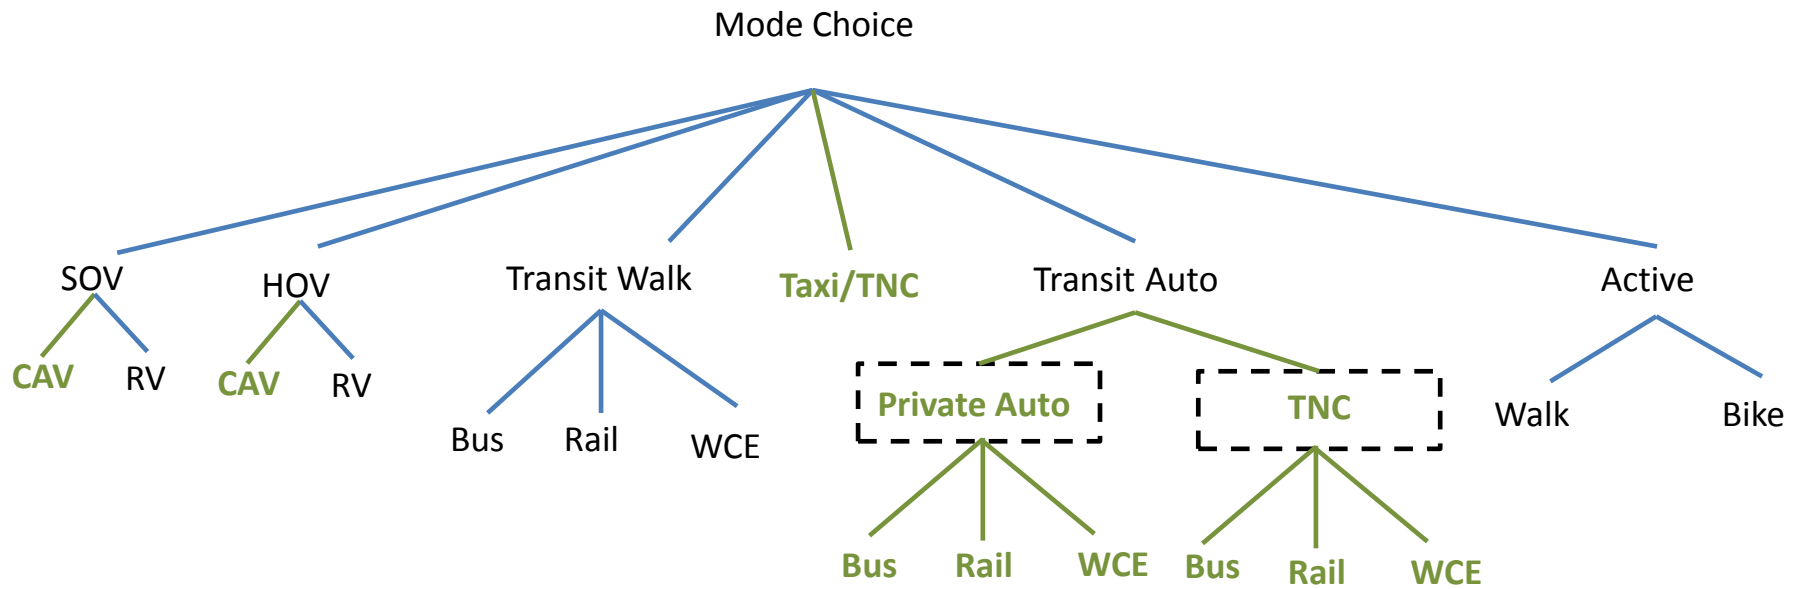 Mode Choice
SOV
HOV
Transit Walk
Taxi/TNC
Transit Auto
Active
CAV
RV
CAV
RV
Bus
Rail
WCE
Private Auto
TNC
Walk
Bike
Bus
Rail
WCE
Bus
Rail
WCE